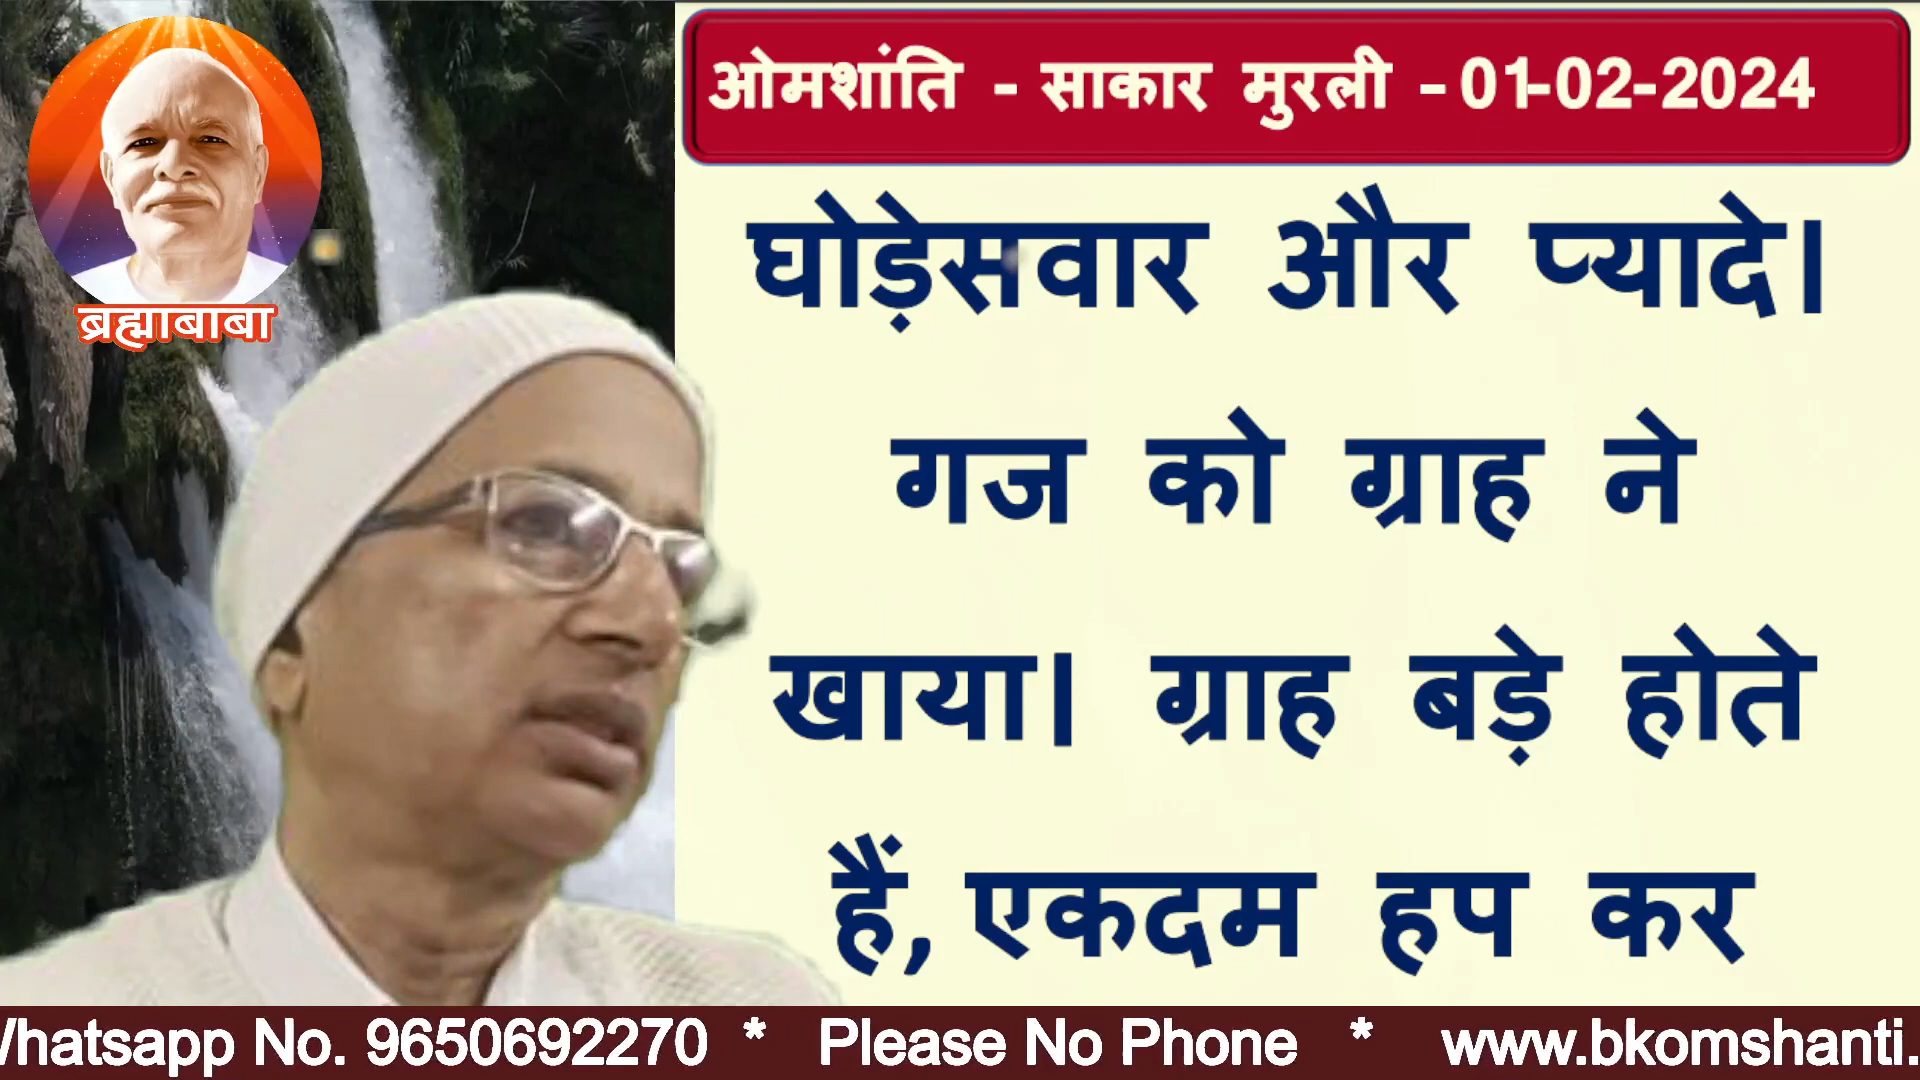 ओमशांति - साकार मुरली - 01-02-2024
ब्रह्माबाबा
घोड़ेसवार और प्यादे।
गज को ग्राह ने
खाया। ग्राह बड़े होते
हैं, एकदम हप कर
Whatsapp No. 9650692270 * Please No Phone * www.bkomshanti.